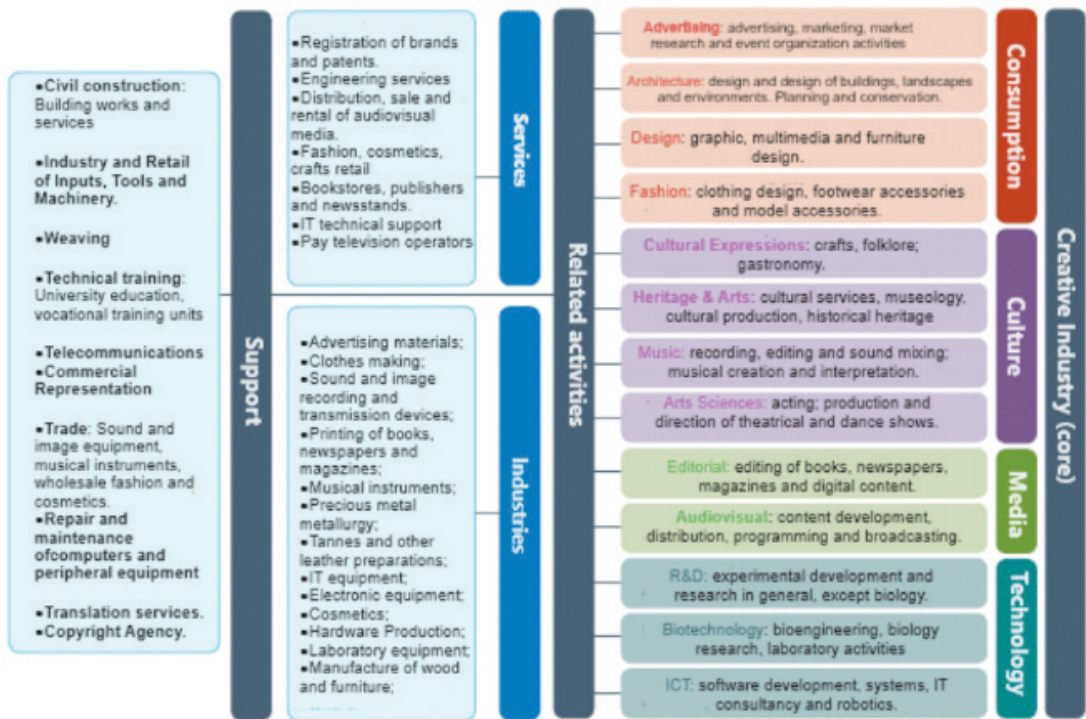 ▪Civil construction:
Building works and
services
▪Industry and Retail
of Inputs, Tools and
Machinery.
▪Weaving
▪Technical training:
University education,
vocational training units
▪Telecommunications
▪Commercial
Representation
▪Trade: Sound and
image equipment,
musical instruments,
wholesale fashion and
cosmetics.
▪Repair and
maintenance
ofcomputers and
peripheral equipment
▪Translation services.
▪Copyright Agency.
Support
▪Registration of brands
and patents.
▪Engineering services
▪Distribution, sale and
rental of audiovisual
media.
▪Fashion, cosmetics,
crafts retail
▪Bookstores, publishers
and newsstands.
▪IT technical support
▪Pay television operators
Services
▪Advertising materials;
▪Clothes making;
▪Sound and image
recording and
transmission devices;
▪Printing of books,
newspapers and
magazines;
▪Musical instruments;
▪Precious metal
metallurgy;
▪Tannes and other
leather preparations;
▪IT equipment;
▪Electronic equipment;
▪Cosmetics;
▪Hardware Production;
▪Laboratory equipment;
▪Manufacture of wood
and furniture;
Industries
Related activities
Advertising: advertising, marketing, market
research and event organization activities
Architecture: design and design of buildings, landscapes
and environments. Planning and conservation.
Design: graphic, multimedia and furniture
design.
Fashion: clothing design, footwear accessories
and model accessories.
Consumption
Cultural Expressions: crafts, folklore;
gastronomy.
Heritage & Arts: cultural services, museology,
cultural production, historical heritage
Music: recording, editing and sound mixing;
musical creation and interpretation.
Arts Sciences: acting; production and
direction of theatrical and dance shows.
Culture
Editorial: editing of books, newspapers,
magazines and digital content.
Audiovisual: content development,
distribution, programming and broadcasting.
Media
R&D: experimental development and
research in general, except biology.
Biotechnology: bioengineering, biology
research, laboratory activities
ICT: software development, systems, IT
consultancy and robotics.
Technology
Creative Industry (core)